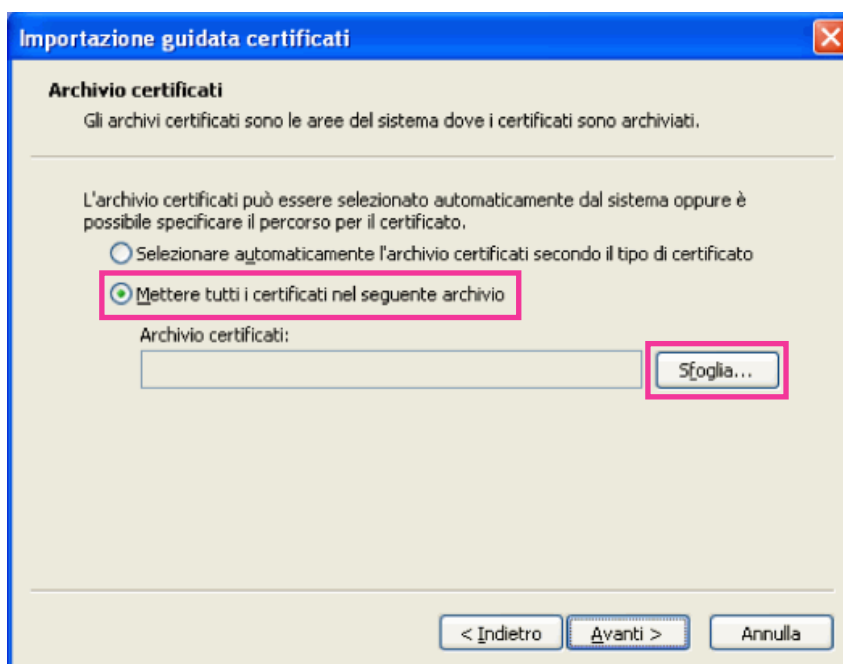 Importazione guidata certificati
Archivio certificati
Gli archivi certificati sono le aree del sistema dove i certificati sono archiviati.
L'archivio certificati può essere selezionato automaticamente dal sistema oppure è
possibile specificare il percorso per il certificato.
Selezionare automaticamente l'archivio certificati secondo il tipo di certificato
Mettere tutti i certificati nel seguente archivio
Archivio certificati:
Sfoglia...
< Indietro
Avanti >
Annulla